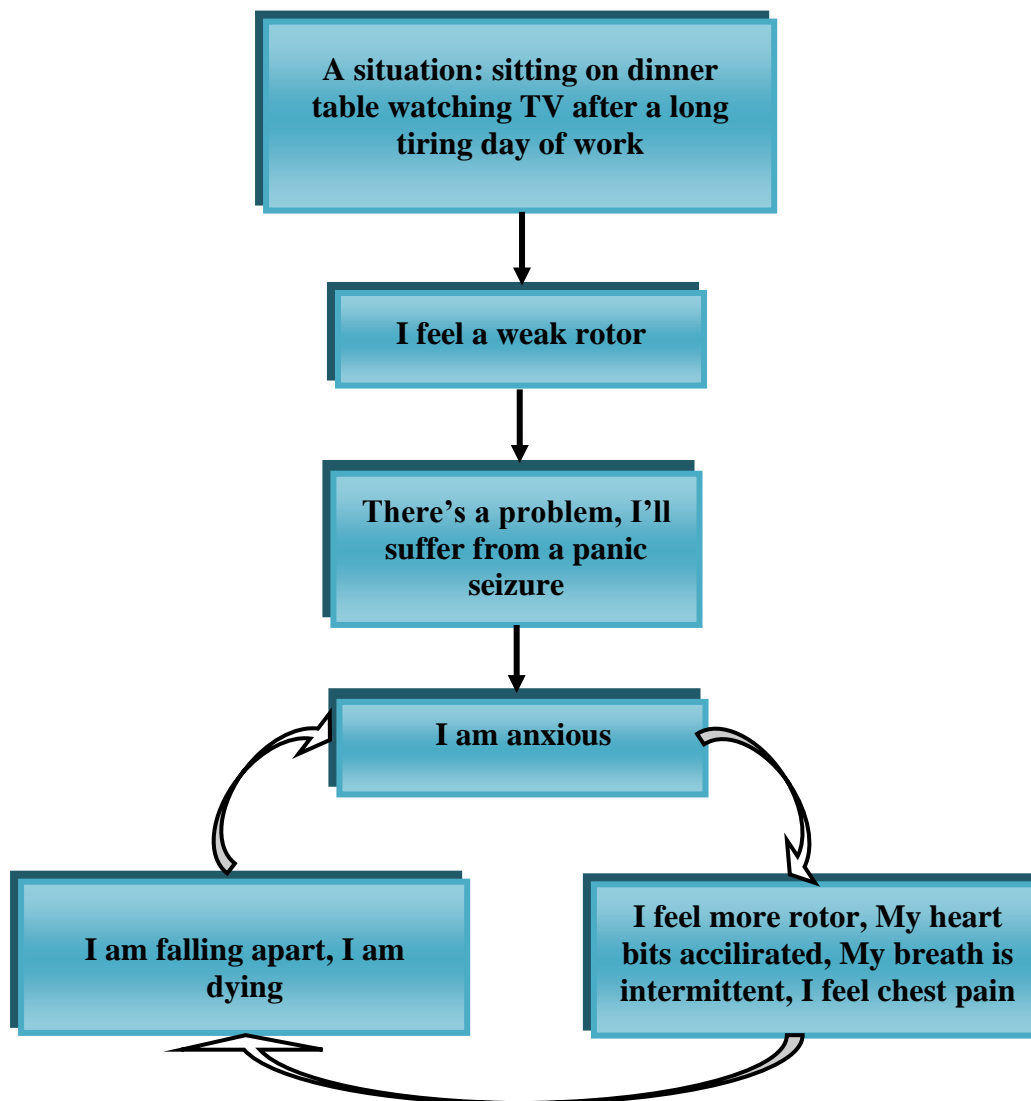 A situation: sitting on dinner
table watching TV after a long
tiring day of work
I feel a weak rotor
There’s a problem, I’ll
suffer from a panic
seizure
I am anxious
I am falling apart, I am
dying
I feel more rotor, My heart
bits accilirated, My breath is
intermittent, I feel chest pain